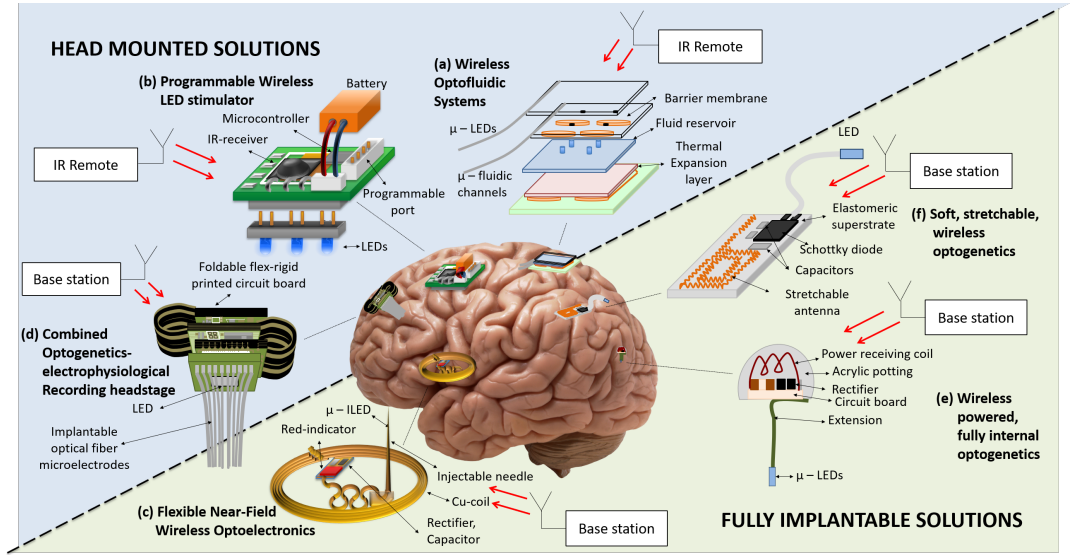 HEAD MOUNTED SOLUTIONS
(a) Wireless
Optofluidic
Systems
IR Remote
Barrier membrane
Fluid reservoir
Thermal
Expansion
layer
μ – LEDs
μ – fluidic
channels
(b) Programmable Wireless
LED stimulator
Battery
Microcontroller
IR-receiver
IR Remote
Programmable
port
LEDs
Base station
Foldable flex-rigid
printed circuit board
(d) Combined
Optogenetics-
electrophysiological
Recording headstage
LED
Implantable
optical fiber
microelectrodes
LED
Base station
Elastomeric
superstrate
(f) Soft, stretchable,
wireless
optogenetics
Schottky diode
Capacitors
Stretchable
antenna
Base station
Power receiving coil
Acrylic potting
Rectifier
Circuit board
Extension
(e) Wireless
powered,
fully internal
optogenetics
μ – LEDs
μ – ILED
Red-indicator
Injectable needle
Cu-coil
(c) Flexible Near-Field
Wireless Optoelectronics
Rectifier,
Capacitor
Base station
FULLY IMPLANTABLE SOLUTIONS